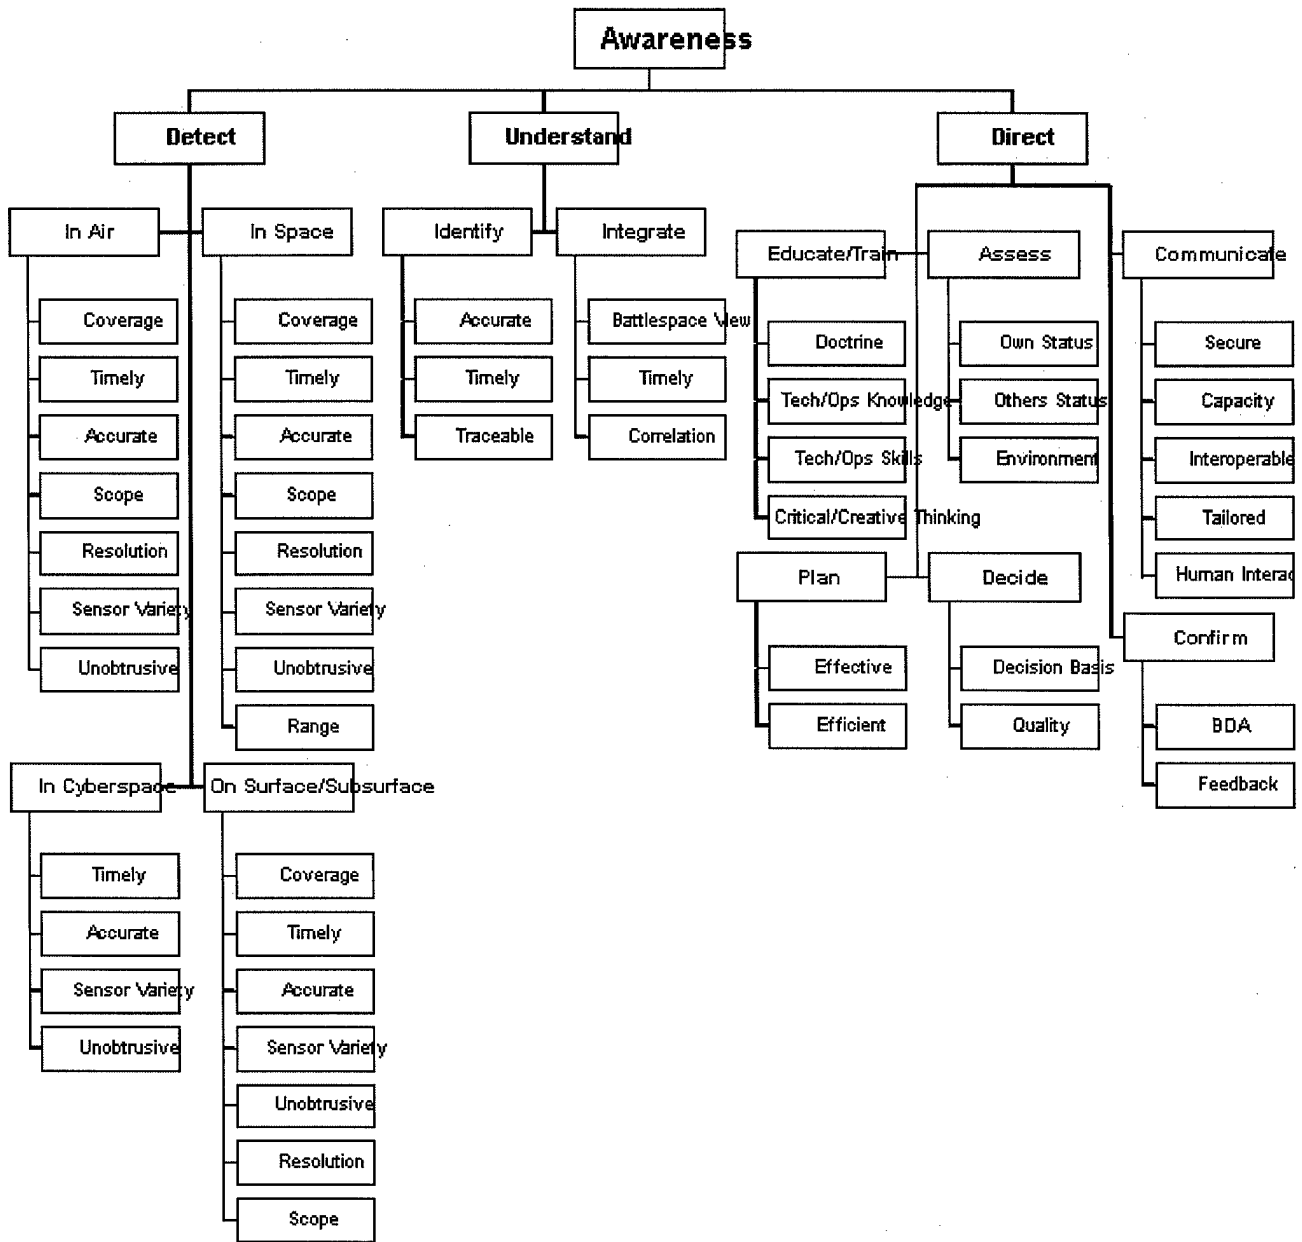 Awareness
Detect
Understand
Direct
In Air
Coverage
Timely
Accurate
Scope
Resolution
Sensor Variety
Unobtrusive
In Space
Coverage
Timely
Accurate
Scope
Resolution
Sensor Variety
Unobtrusive
Range
In Cyberspace
Timely
Accurate
Sensor Variety
Unobtrusive
On Surface/Subsurface
Coverage
Timely
Accurate
Sensor Variety
Unobtrusive
Resolution
Scope
Identify
Accurate
Timely
Traceable
Integrate
Battlespace View
Timely
Correlation
Educate/Train
Doctrine
Tech/Ops Knowledge
Tech/Ops Skills
Critical/Creative Thinking
Assess
Own Status
Others Status
Environment
Plan
Effective
Efficient
Decide
Decision Basis
Quality
Communicate
Secure
Capacity
Interoperable
Tailored
Human Interac
Confirm
BDA
Feedback